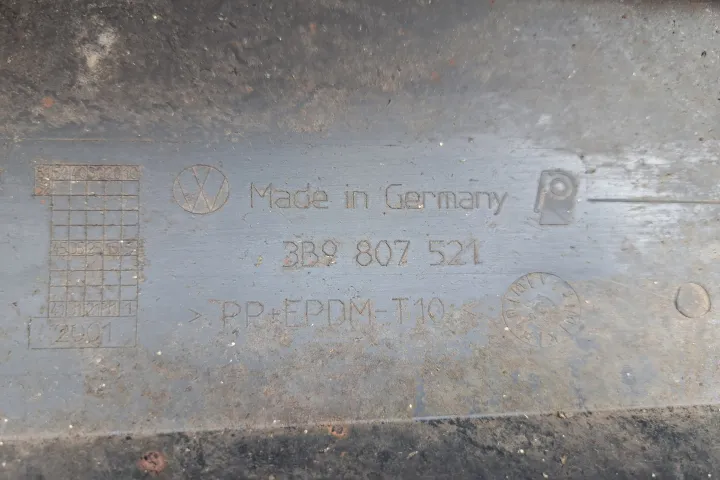 Made in Germany
3B9 807 521
>PP+EPDM-T10
2001